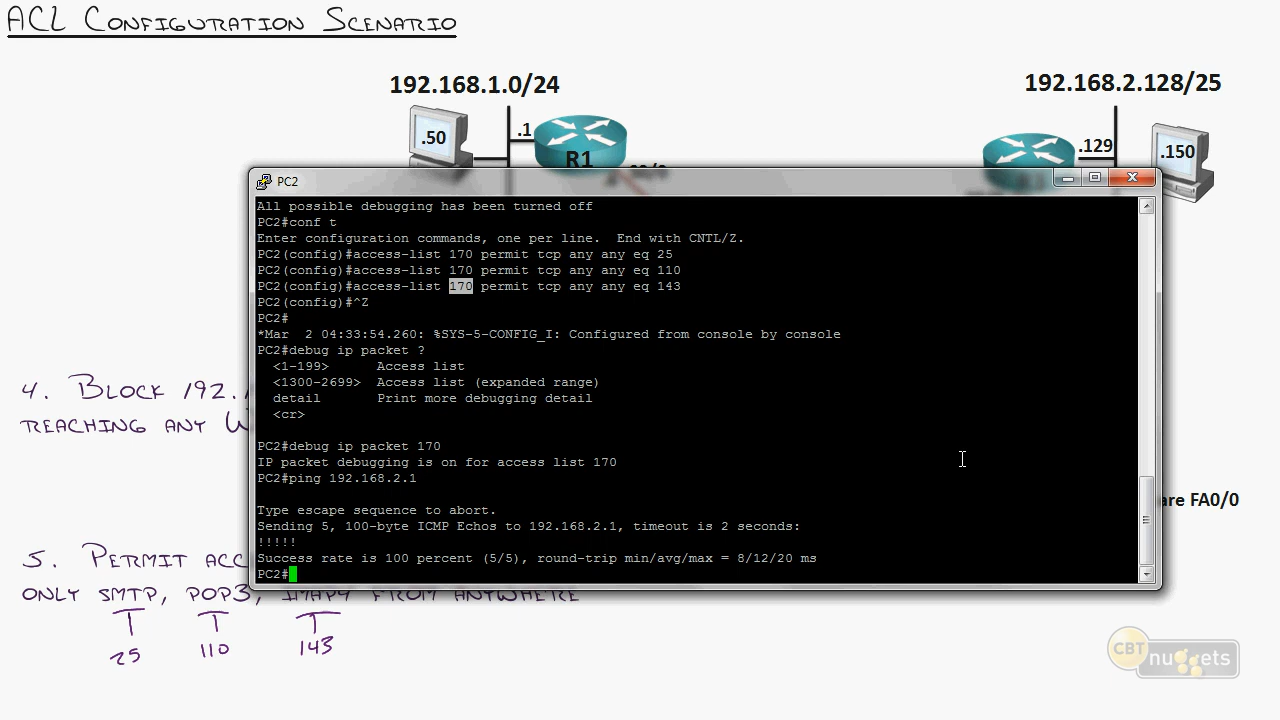 ACL CONFIGURATION SCENARIO
192.168.1.0/24
192.168.2.128/25
.50
.1
R1
.129
.150
PC2
All possible debugging has been turned off
PC2#conf t
Enter configuration commands, one per line.  End with CNTL/Z.
PC2(config)#access-list 170 permit tcp any any eq 25
PC2(config)#access-list 170 permit tcp any any eq 110
PC2(config)#access-list 170 permit tcp any any eq 143
PC2(config)#^Z
PC2#
*Mar  2 04:33:54.260: %SYS-5-CONFIG_I: Configured from console by console
PC2#debug ip packet ?
<1-199>      Access list
<1300-2699>  Access list (expanded range)
detail       Print more debugging detail
<cr>
PC2#debug ip packet 170
IP packet debugging is on for access list 170
PC2#ping 192.168.2.1
Type escape sequence to abort.
Sending 5, 100-byte ICMP Echos to 192.168.2.1, timeout is 2 seconds:
!!!!!
Success rate is 100 percent (5/5), round-trip min/avg/max = 8/12/20 ms
PC2#
4. BLOCK 192.1
REACHING ANY W
are FA0/0
5. PERMIT ACC
ONLY SMTP, POP3, IMAP4 FROM ANYWHERE
25 110 143
CBT nuggets